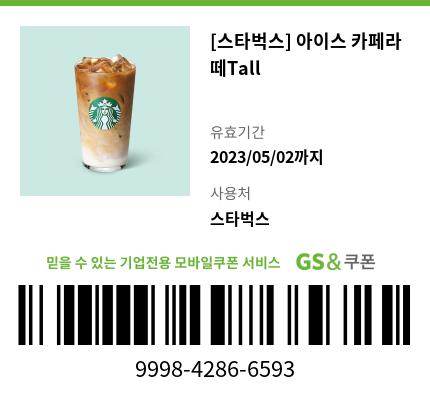 [스타벅스] 아이스 카페라
떼Tall
유효기간
2023/05/02까지
사용처
스타벅스
믿을 수 있는 기업전용 모바일쿠폰 서비스 GS&쿠폰
9998-4286-6593